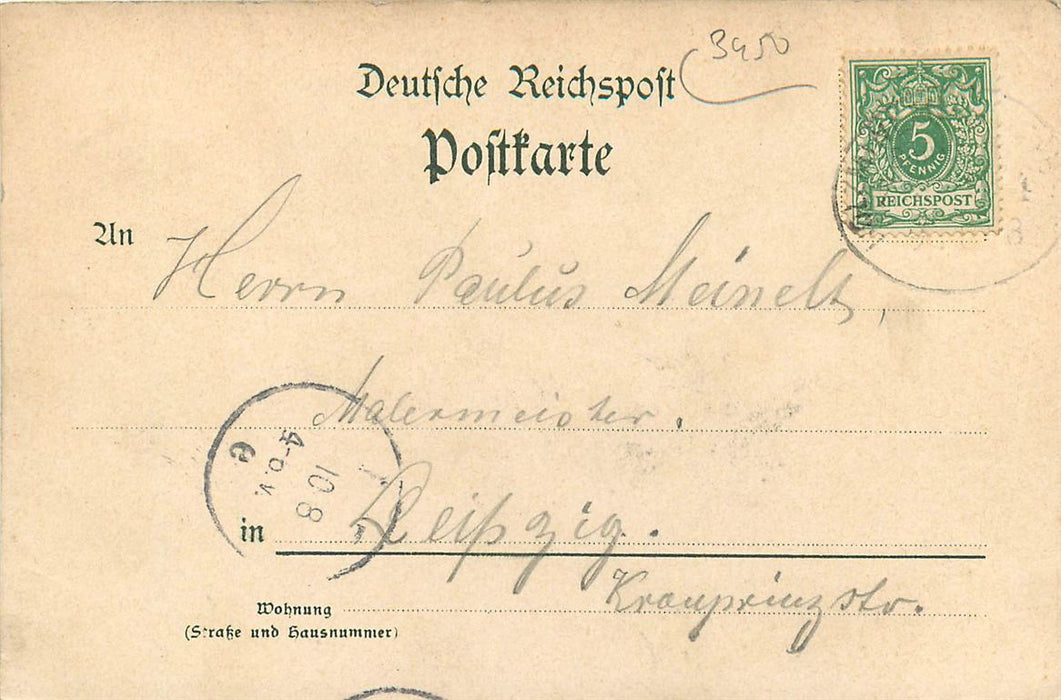 3450
Deutsche Reichspost
Postkarte
5
PFENNIG
REICHSPOST
An Herrn Paulus Meinelt,
Malermeister.
10 8
4-5.V.
e
in Leipzig.
Kronprinzstr.
Wohnung
(Straße und Hausnummer)